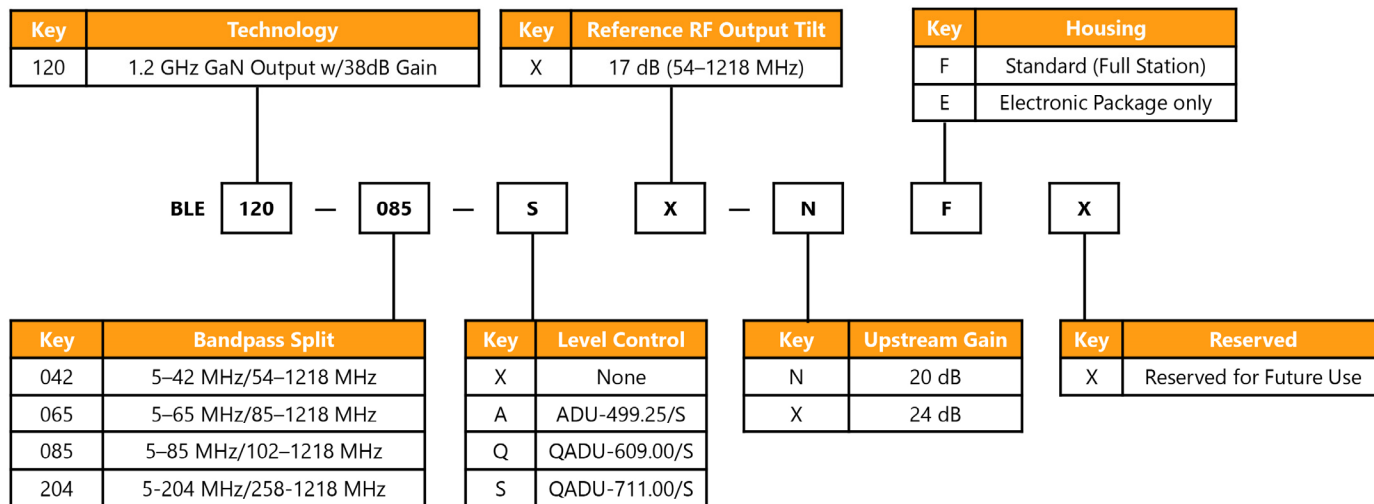 Key Technology
120 1.2 GHz GaN Output w/38dB Gain
Key Reference RF Output Tilt
X 17 dB (54–1218 MHz)
Key Housing
F Standard (Full Station)
E Electronic Package only
BLE 120 — 085 — S X — N F X
Key Bandpass Split
042 5–42 MHz/54–1218 MHz
065 5–65 MHz/85–1218 MHz
085 5–85 MHz/102–1218 MHz
204 5-204 MHz/258-1218 MHz
Key Level Control
X None
A ADU-499.25/S
Q QADU-609.00/S
S QADU-711.00/S
Key Upstream Gain
N 20 dB
X 24 dB
Key Reserved
X Reserved for Future Use